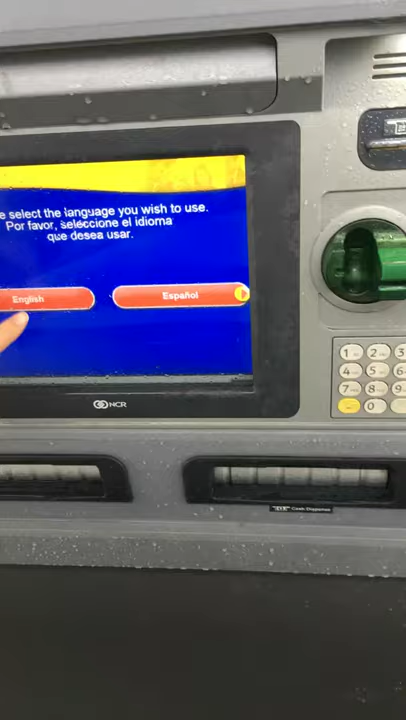 e select the language you wish to use.
Por favor, seleccione el idioma
que desea usar.
English
Español
NCR
1 2 3
4 5 6
7 8 9
0
Cash Dispenser